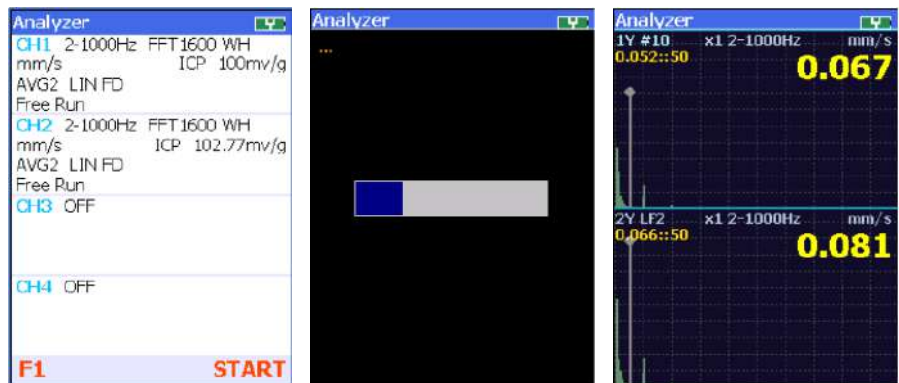 Analyzer
CH1 2-1000Hz FFT1600 WH
mm/s ICP 100mv/g
AVG2 LIN FD
Free Run
CH2 2-1000Hz FFT1600 WH
mm/s ICP 102.77mv/g
AVG2 LIN FD
Free Run
CH3 OFF
CH4 OFF
F1 START
Analyzer
...
Analyzer
1Y #10 x1 2-1000Hz mm/s
0.052::50
0.067
2Y LF2 x1 2-1000Hz mm/s
0.066::50
0.081